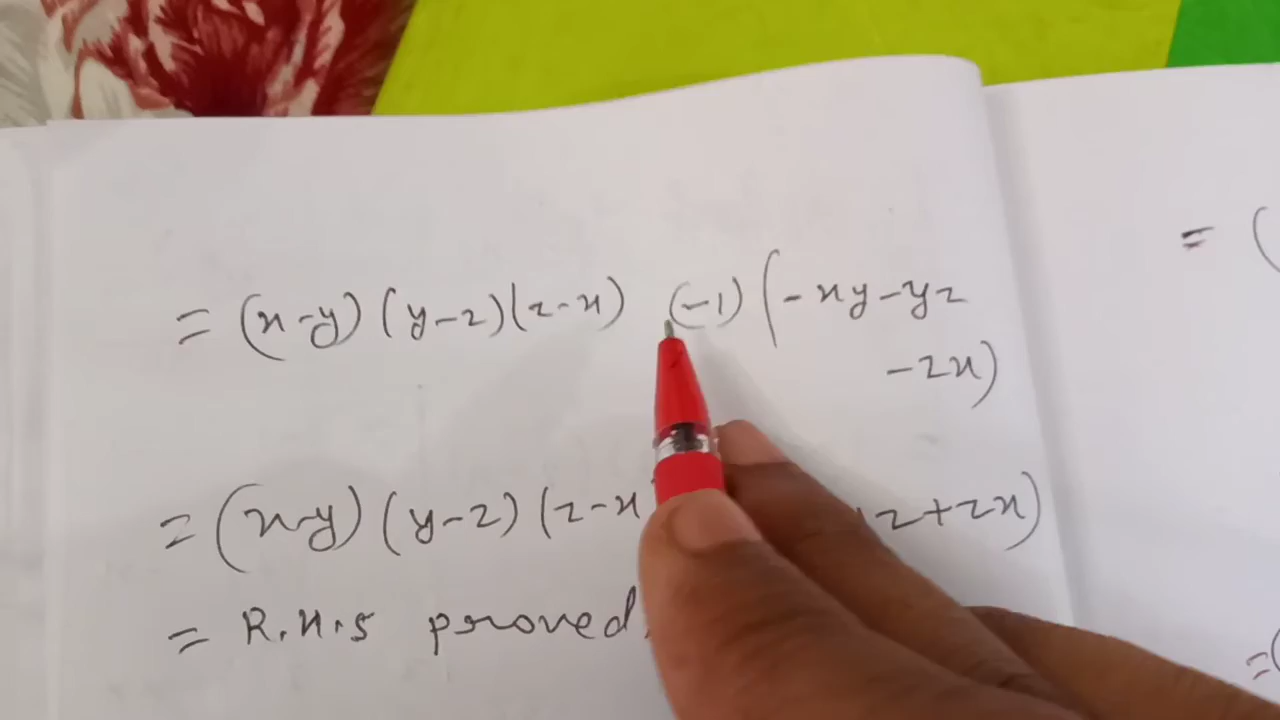 = (x-y) (y-z) (z-x) (-1) (-xy-yz
-zx)
= (
= (x-y) (y-z) (z-x z+zx)
= R.H.S proved
= (